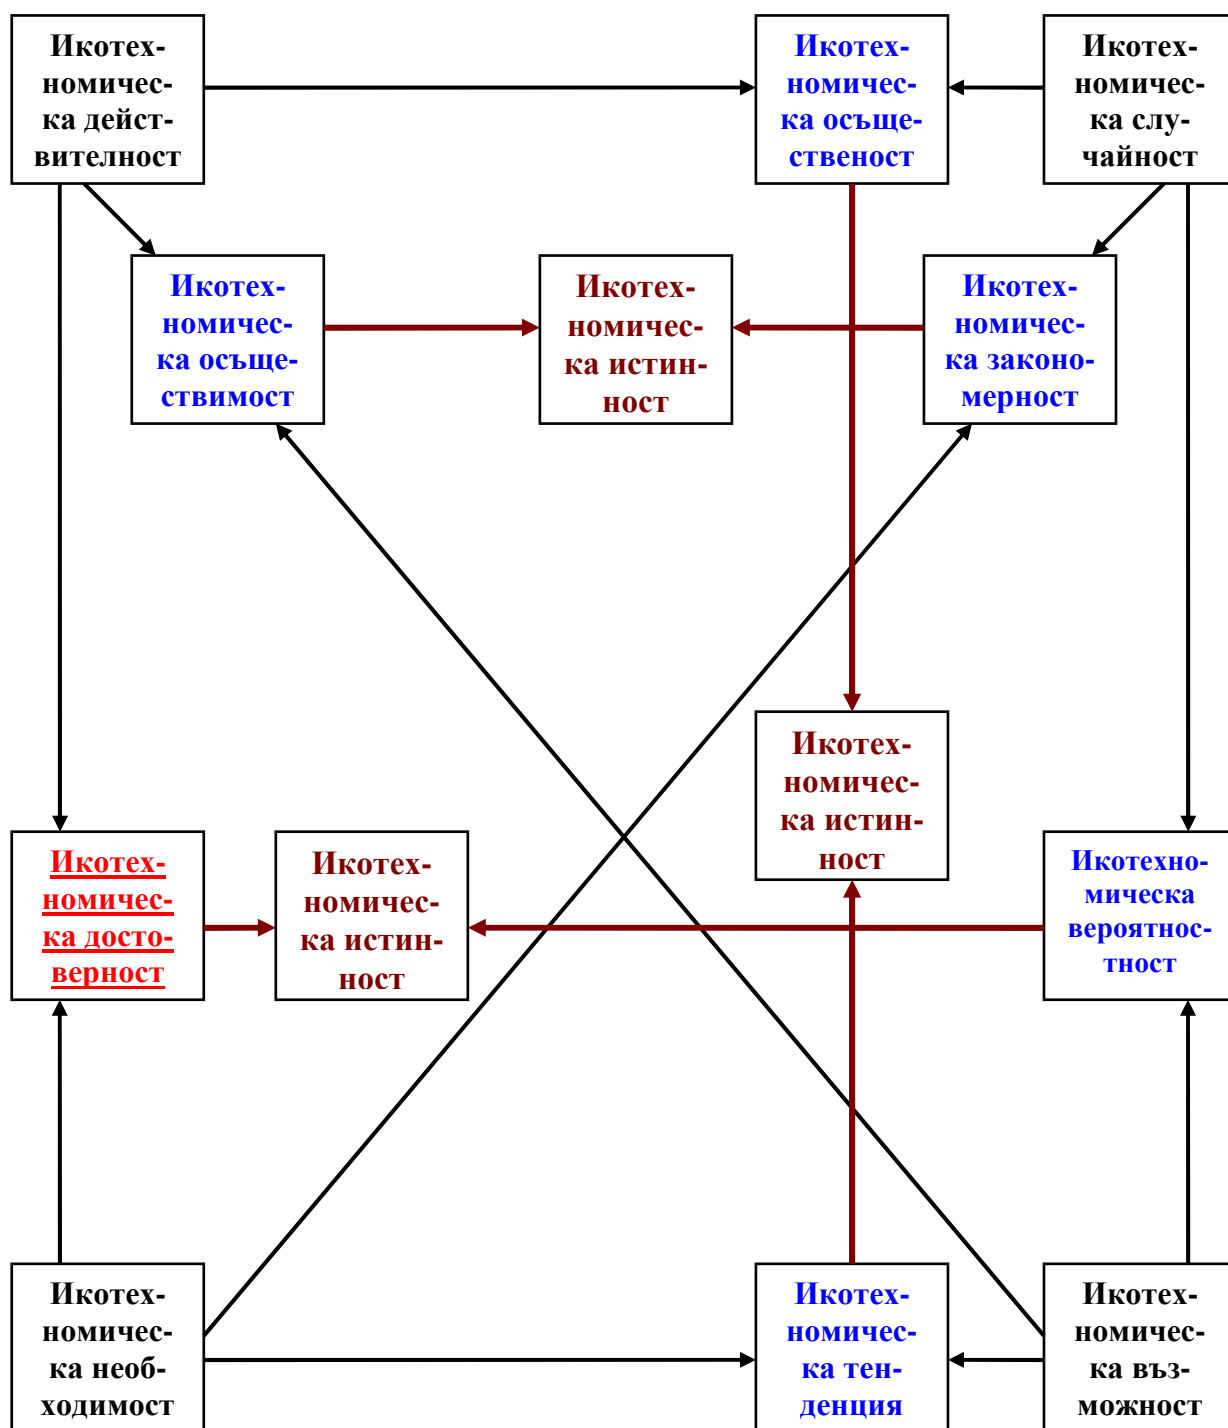 Икотех-
номичес-
ка дейст-
вителност
Икотех-
номичес-
ка осъще-
ственост
Икотех-
номичес-
ка слу-
чайност
Икотех-
номичес-
ка осъще-
ствимост
Икотех-
номичес-
ка истин-
ност
Икотех-
номичес-
ка законо-
мерност
Икотех-
номичес-
ка истин-
ност
Икотех-
номичес-
ка досто-
верност
Икотех-
номичес-
ка истин-
ност
Икотехно-
мическа
вероятнос-
тност
Икотех-
номичес-
ка необ-
ходимост
Икотех-
номичес-
ка тен-
денция
Икотех-
номичес-
ка въз-
можност